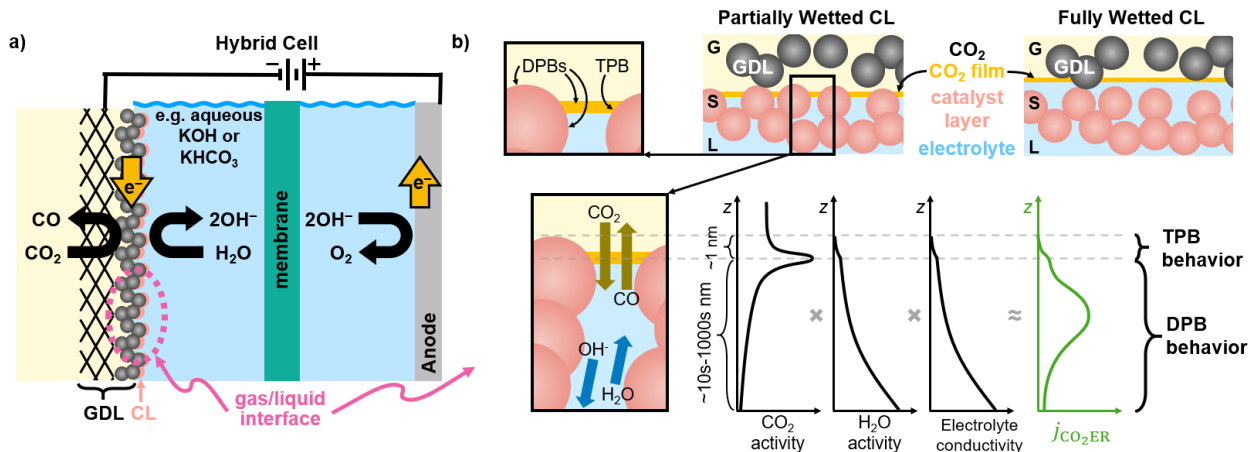 a)
Hybrid Cell
− +
e.g. aqueous
KOH or
KHCO₃
e⁻
e⁻
CO
CO₂
2OH⁻
H₂O
membrane
2OH⁻
O₂
Anode
GDL
CL
gas/liquid
interface
b)
Partially Wetted CL
Fully Wetted CL
DPBs
TPB
G
GDL
S
L
CO₂
CO₂ film
catalyst
layer
electrolyte
G
GDL
S
L
CO₂
CO
OH⁻
H₂O
~1 nm
~10s-1000s nm
z
z
z
z
×
×
≈
CO₂
activity
H₂O
activity
Electrolyte
conductivity
j_CO₂ER
TPB
behavior
DPB
behavior